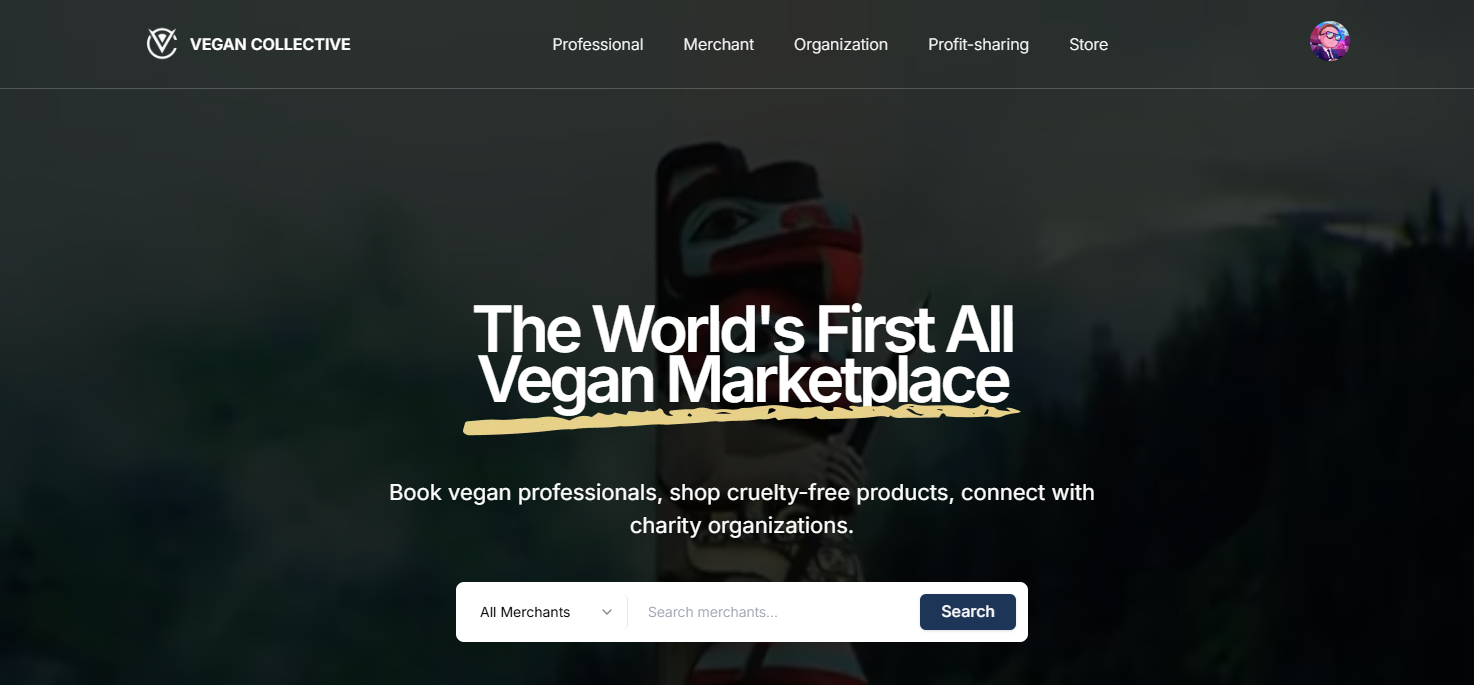 VEGAN COLLECTIVE
Professional
Merchant
Organization
Profit-sharing
Store
The World's First All
Vegan Marketplace
Book vegan professionals, shop cruelty-free products, connect with
charity organizations.
All Merchants
Search merchants...
Search